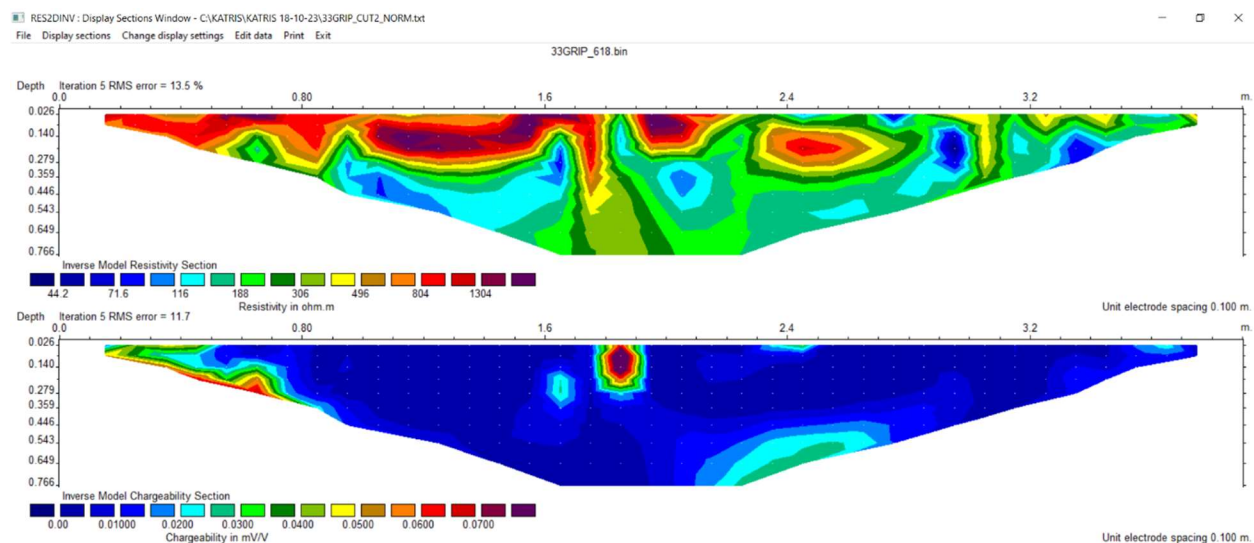 RES2DINV : Display Sections Window - C:\KATRIS\KATRIS 18-10-23\33GRIP_CUT2_NORM.txt
File Display sections Change display settings Edit data Print Exit
33GRIP_618.bin
Depth Iteration 5 RMS error = 13.5 %
0.0 0.80 1.6 2.4 3.2 m.
0.026
0.140
0.279
0.359
0.446
0.543
0.649
0.766
Inverse Model Resistivity Section
44.2 71.6 116 188 306 496 804 1304
Resistivity in ohm.m
Unit electrode spacing 0.100 m.
Depth Iteration 5 RMS error = 11.7
0.0 0.80 1.6 2.4 3.2 m.
0.026
0.140
0.279
0.359
0.446
0.543
0.649
0.766
Inverse Model Chargeability Section
0.00 0.01000 0.0200 0.0300 0.0400 0.0500 0.0600 0.0700
Chargeability in mV/V
Unit electrode spacing 0.100 m.